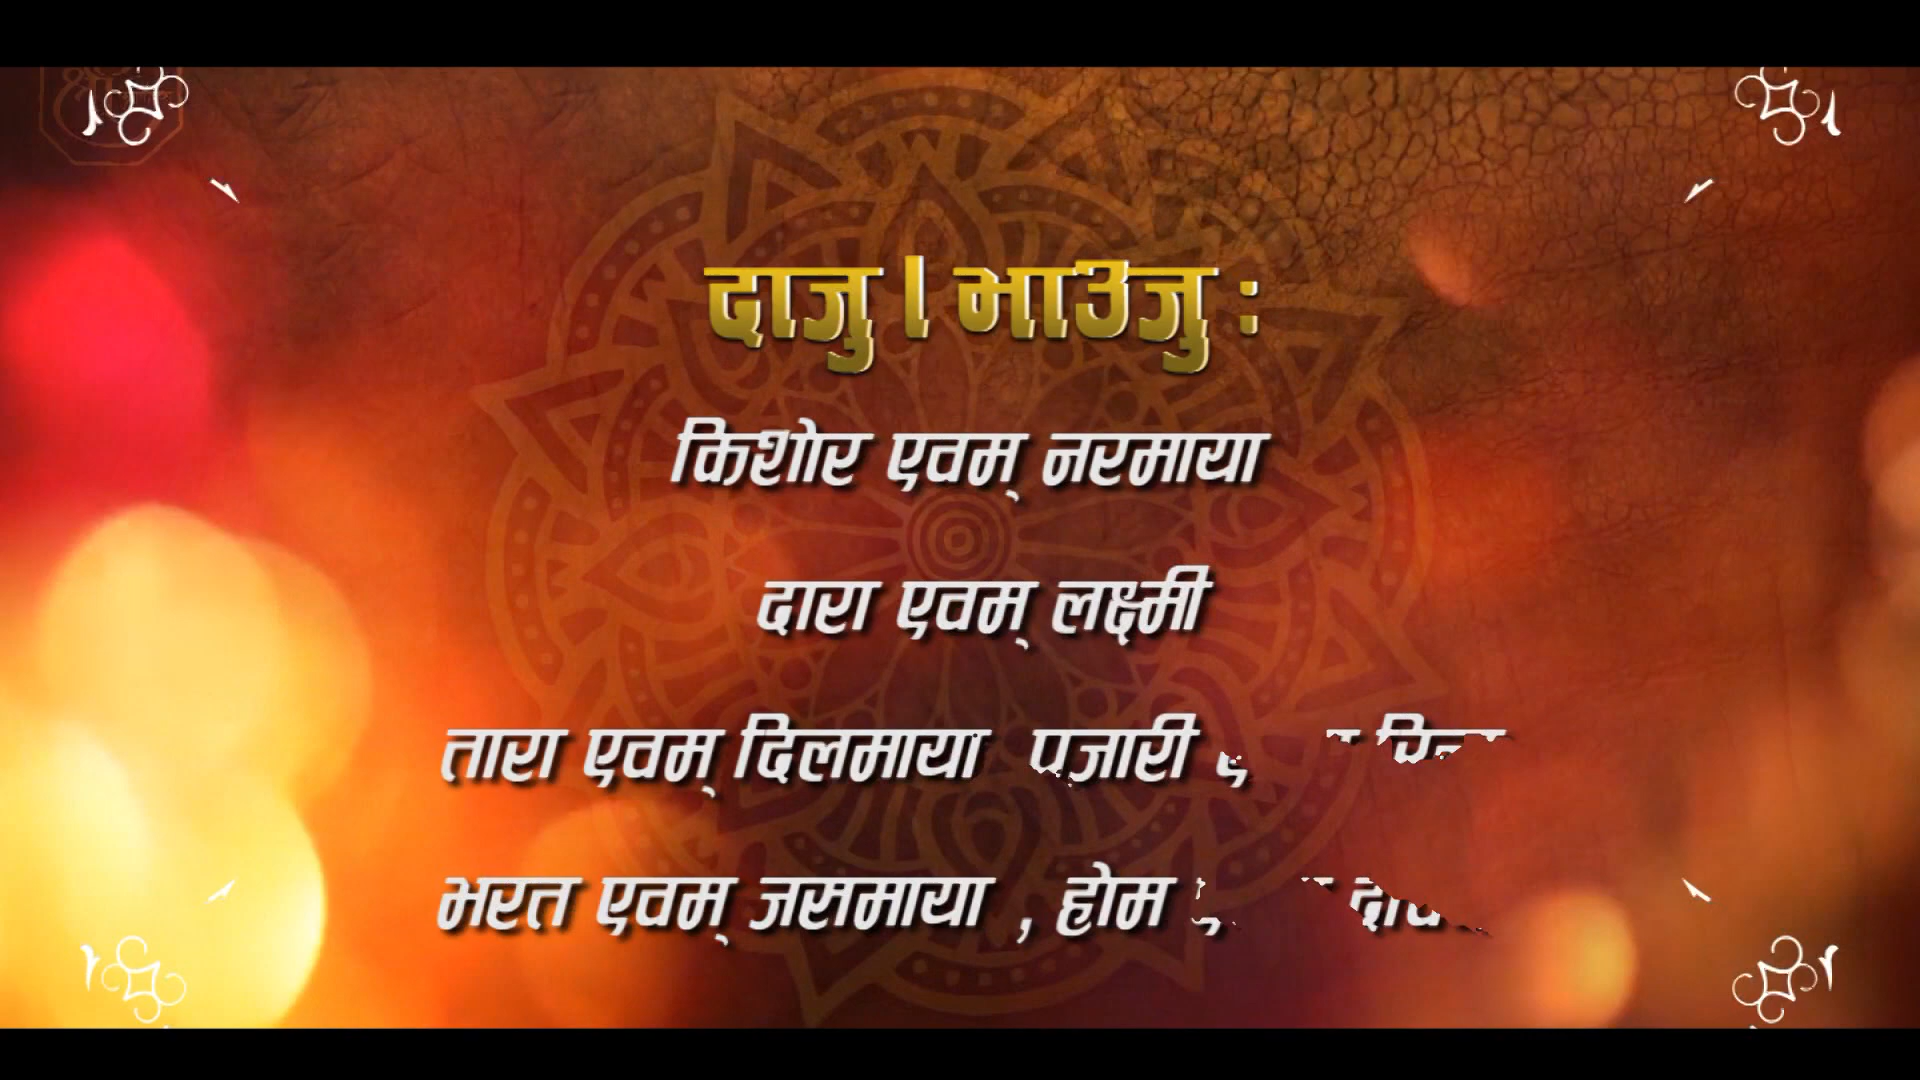 दाजु । भाउजु :
किशोर एवम् नरमाया
दारा एवम् लक्ष्मी
तारा एवम् दिलमाया
भरत एवम् जसमाया , होम